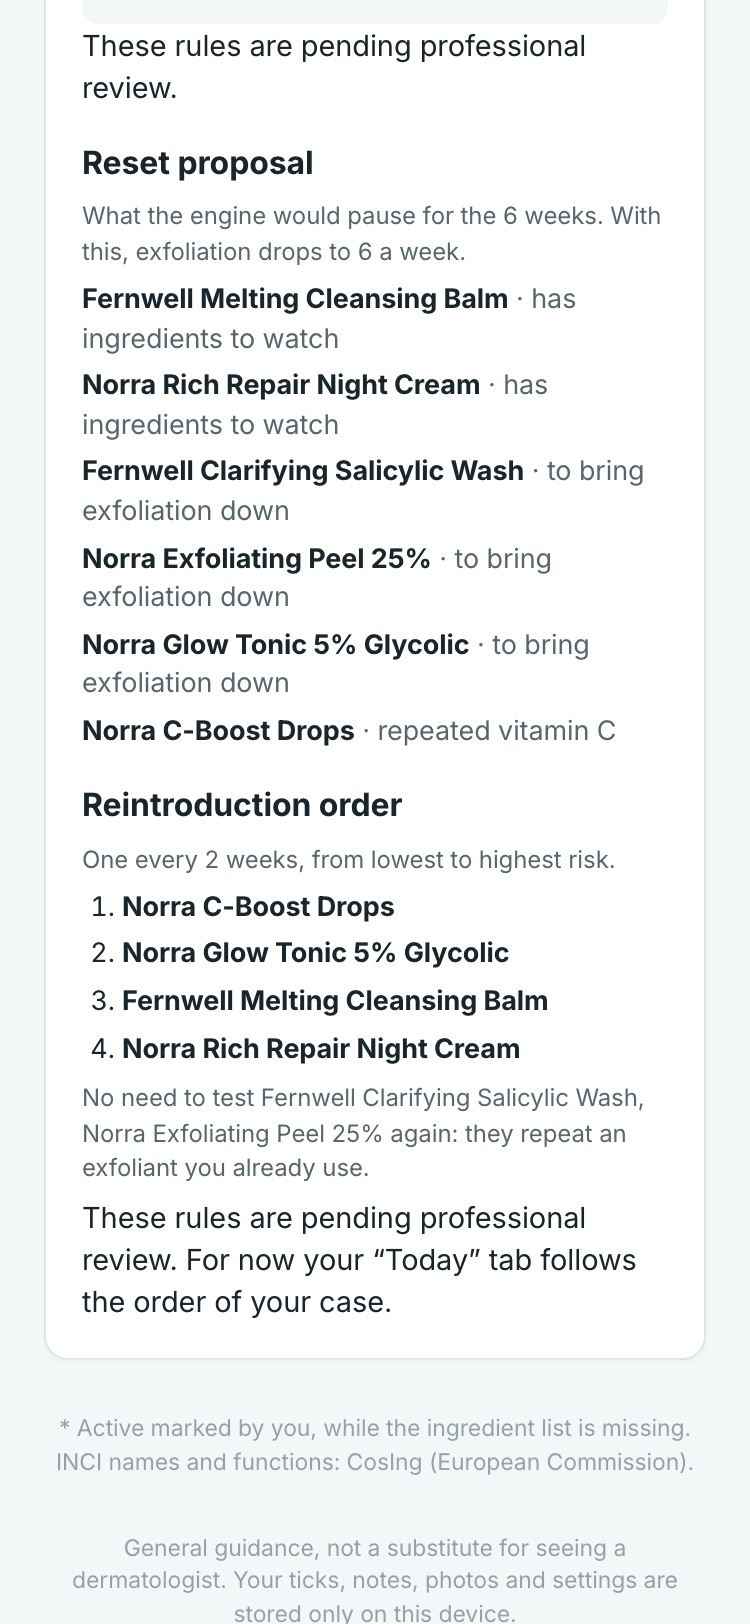 These rules are pending professional
review.
Reset proposal
What the engine would pause for the 6 weeks. With
this, exfoliation drops to 6 a week.
Fernwell Melting Cleansing Balm · has
ingredients to watch
Norra Rich Repair Night Cream · has
ingredients to watch
Fernwell Clarifying Salicylic Wash · to bring
exfoliation down
Norra Exfoliating Peel 25% · to bring
exfoliation down
Norra Glow Tonic 5% Glycolic · to bring
exfoliation down
Norra C-Boost Drops · repeated vitamin C
Reintroduction order
One every 2 weeks, from lowest to highest risk.
1. Norra C-Boost Drops
2. Norra Glow Tonic 5% Glycolic
3. Fernwell Melting Cleansing Balm
4. Norra Rich Repair Night Cream
No need to test Fernwell Clarifying Salicylic Wash,
Norra Exfoliating Peel 25% again: they repeat an
exfoliant you already use.
These rules are pending professional
review. For now your “Today” tab follows
the order of your case.
* Active marked by you, while the ingredient list is missing.
INCI names and functions: CosIng (European Commission).
General guidance, not a substitute for seeing a
dermatologist. Your ticks, notes, photos and settings are
stored only on this device.